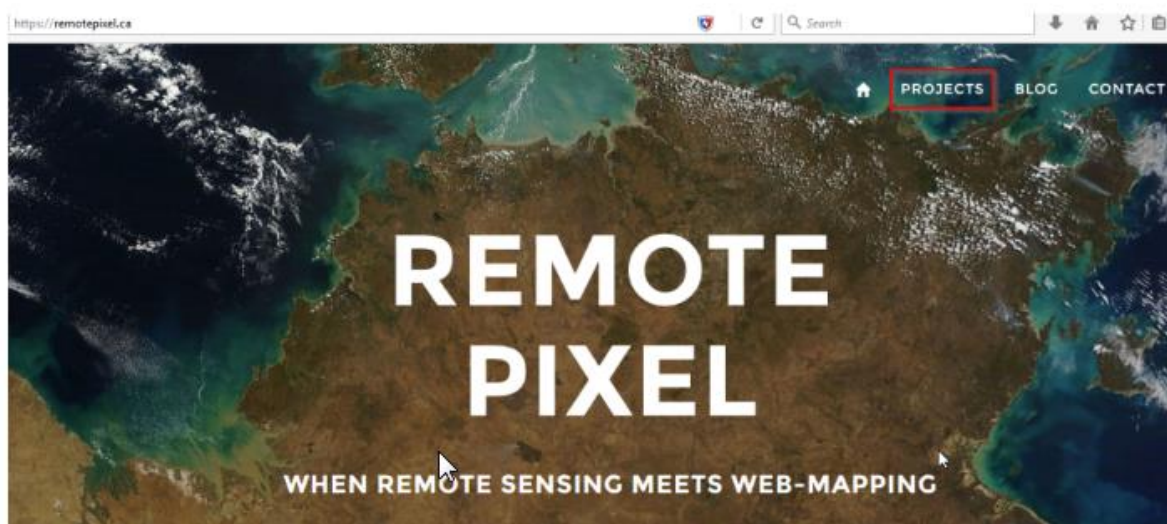 https://remotepixel.ca
Search
PROJECTS BLOG CONTACT
REMOTE
PIXEL
WHEN REMOTE SENSING MEETS WEB-MAPPING